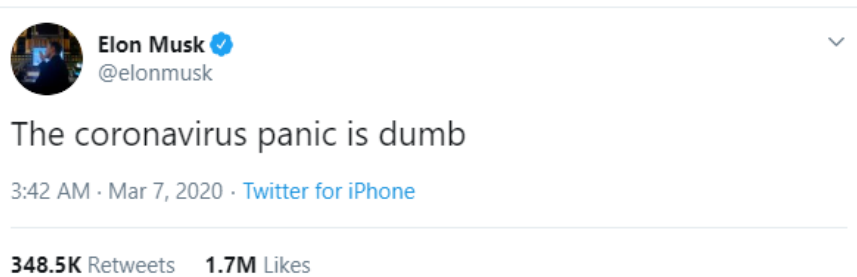 Elon Musk
@elonmusk
The coronavirus panic is dumb
3:42 AM · Mar 7, 2020 · Twitter for iPhone
348.5K Retweets 1.7M Likes